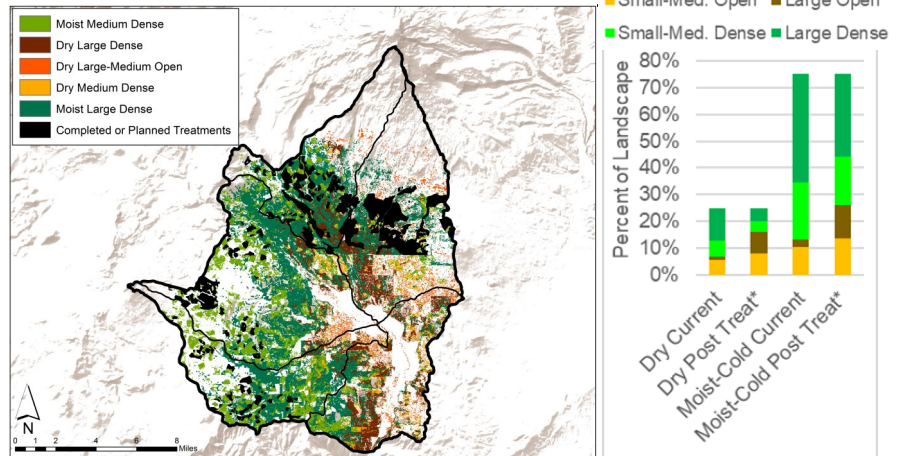 Moist Medium Dense
Dry Large Dense
Dry Large-Medium Open
Dry Medium Dense
Moist Large Dense
Completed or Planned Treatments
N
0 1 2 4 6 8
Miles
Small-Med. Open Large Open
Small-Med. Dense Large Dense
Percent of Landscape
80%
70%
60%
50%
40%
30%
20%
10%
0%
Dry Current
Dry Post Treat*
Moist-Cold Current
Moist-Cold Post Treat*